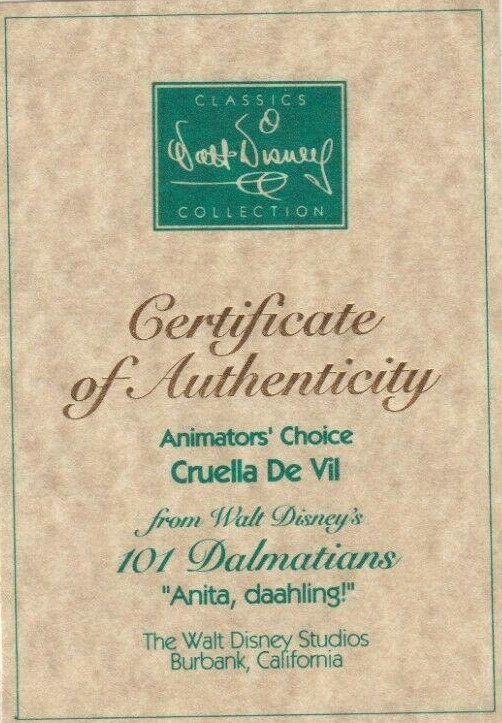 CLASSICS
Walt Disney
COLLECTION
Certificate
of Authenticity
Animators' Choice
Cruella De Vil
from Walt Disney's
101 Dalmatians
"Anita, daahling!"
The Walt Disney Studios
Burbank, California